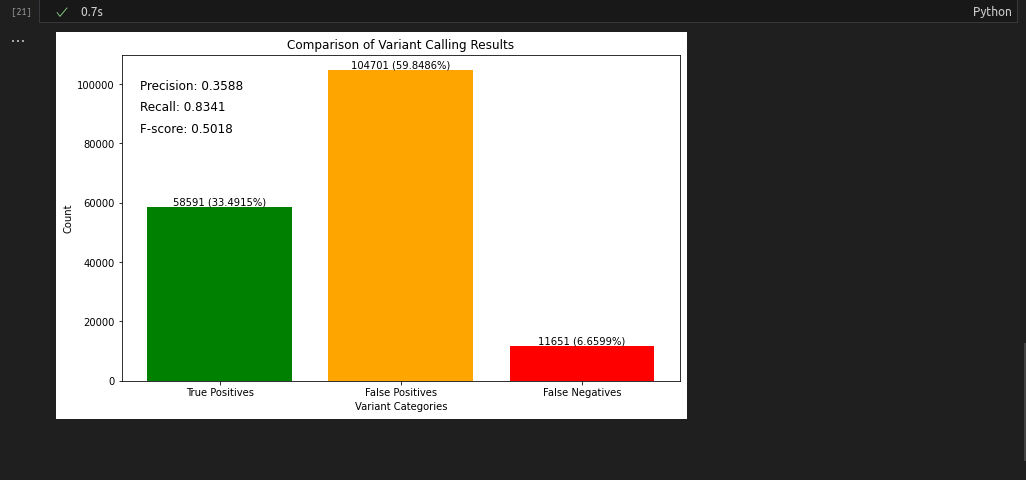 [21] 0.7s Python
...
Comparison of Variant Calling Results
104701 (59.8486%)
Precision: 0.3588
Recall: 0.8341
F-score: 0.5018
58591 (33.4915%)
11651 (6.6599%)
Count
100000
80000
60000
40000
20000
0
True Positives False Positives False Negatives
Variant Categories